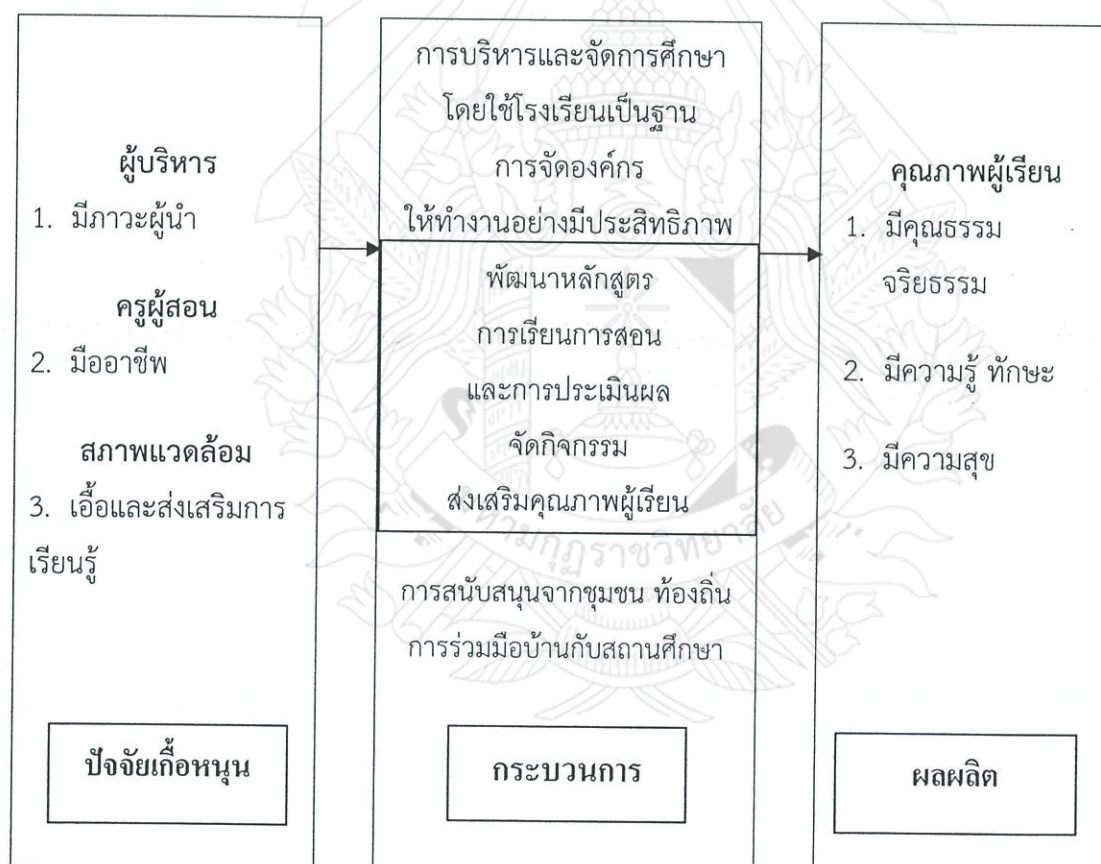 ผู้บริหาร
1. มีภาวะผู้นำ
ครูผู้สอน
2. มืออาชีพ
สภาพแวดล้อม
3. เอื้อและส่งเสริมการ
เรียนรู้
ปัจจัยเกื้อหนุน
การบริหารและจัดการศึกษา
โดยใช้โรงเรียนเป็นฐาน
การจัดองค์กร
ให้ทำงานอย่างมีประสิทธิภาพ
พัฒนาหลักสูตร
การเรียนการสอน
และการประเมินผล
จัดกิจกรรม
ส่งเสริมคุณภาพผู้เรียน
การสนับสนุนจากชุมชน ท้องถิ่น
การร่วมมือบ้านกับสถานศึกษา
กระบวนการ
คุณภาพผู้เรียน
1. มีคุณธรรม
จริยธรรม
2. มีความรู้ ทักษะ
3. มีความสุข
ผลผลิต